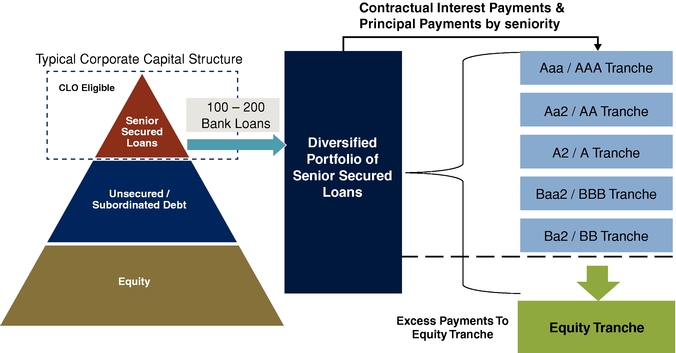 Contractual Interest Payments &
Principal Payments by seniority
Typical Corporate Capital Structure
CLO Eligible
Senior
Secured
Loans
100 – 200
Bank Loans
Unsecured /
Subordinated Debt
Equity
Diversified
Portfolio of
Senior Secured
Loans
Aaa / AAA Tranche
Aa2 / AA Tranche
A2 / A Tranche
Baa2 / BBB Tranche
Ba2 / BB Tranche
Excess Payments To
Equity Tranche
Equity Tranche